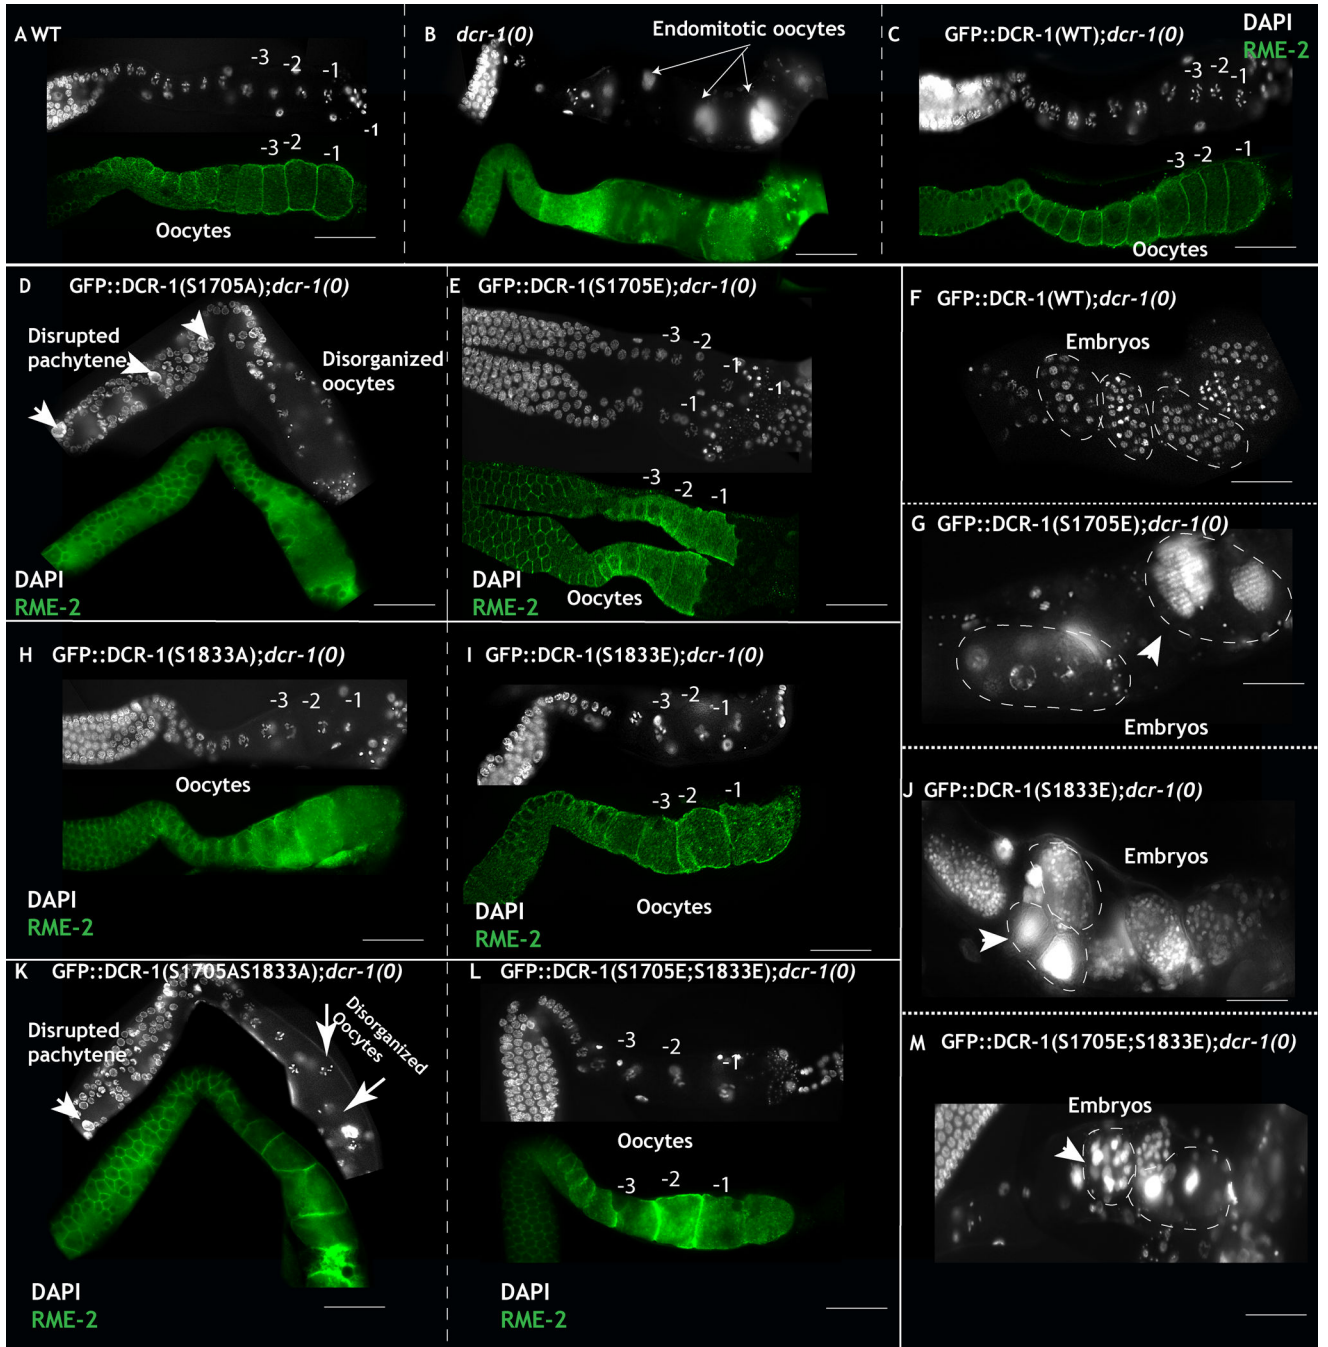 A WT
-3
-2
-1
-1
-3
-2
-1
Oocytes
B dcr-1(0)
Endomitotic oocytes
C GFP::DCR-1(WT);dcr-1(0)
DAPI
RME-2
-3
-2
-1
-3
-2
-1
Oocytes
D GFP::DCR-1(S1705A);dcr-1(0)
Disrupted
pachytene
Disorganized
oocytes
DAPI
RME-2
E GFP::DCR-1(S1705E);dcr-1(0)
-3
-2
-1
-1
-1
-3
-2
-1
DAPI
RME-2
Oocytes
F GFP::DCR-1(WT);dcr-1(0)
Embryos
G GFP::DCR-1(S1705E);dcr-1(0)
Embryos
H GFP::DCR-1(S1833A);dcr-1(0)
-3
-2
-1
Oocytes
DAPI
RME-2
I GFP::DCR-1(S1833E);dcr-1(0)
-3
-2
-1
-3
-2
-1
DAPI
RME-2
Oocytes
J GFP::DCR-1(S1833E);dcr-1(0)
Embryos
K GFP::DCR-1(S1705AS1833A);dcr-1(0)
Disrupted
pachytene
Disorganized
Oocytes
DAPI
RME-2
L GFP::DCR-1(S1705E;S1833E);dcr-1(0)
-3
-2
-1
Oocytes
-3
-2
-1
DAPI
RME-2
M GFP::DCR-1(S1705E;S1833E);dcr-1(0)
Embryos